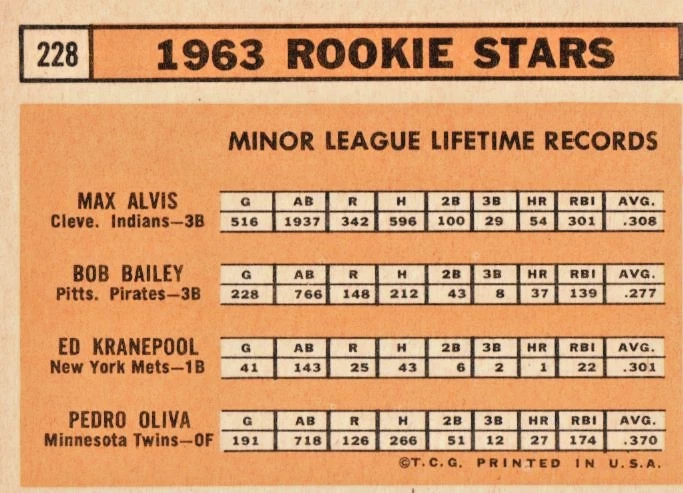 228 1963 ROOKIE STARS
MINOR LEAGUE LIFETIME RECORDS
MAX ALVIS G AB R H 2B 3B HR RBI AVG.
Cleve. Indians—3B 516 1937 342 596 100 29 54 301 .308
BOB BAILEY G AB R H 2B 3B HR RBI AVG.
Pitts. Pirates—3B 228 766 148 212 43 8 37 139 .277
ED KRANEPOOL G AB R H 2B 3B HR RBI AVG.
New York Mets—1B 41 143 25 43 6 2 1 22 .301
PEDRO OLIVA G AB R H 2B 3B HR RBI AVG.
Minnesota Twins—OF 191 718 126 266 51 12 27 174 .370
©T.C.G. PRINTED IN U.S.A.